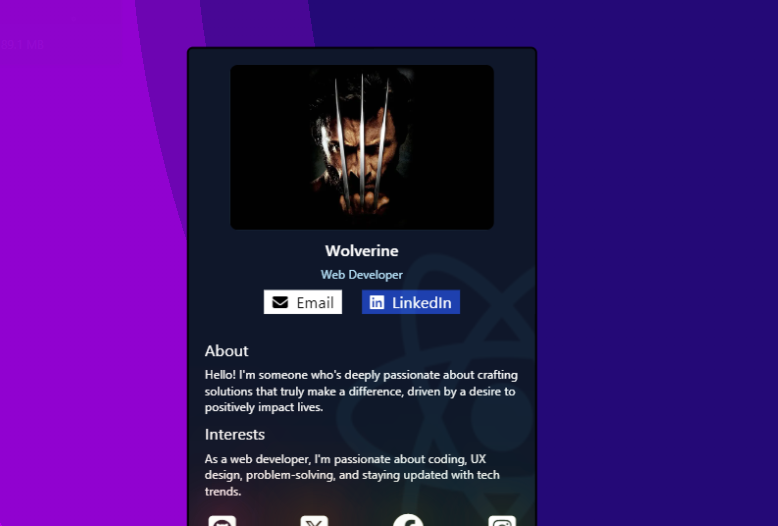 Wolverine
Web Developer
Email
LinkedIn
About
Hello! I'm someone who's deeply passionate about crafting
solutions that truly make a difference, driven by a desire to
positively impact lives.
Interests
As a web developer, I'm passionate about coding, UX
design, problem-solving, and staying updated with tech
trends.